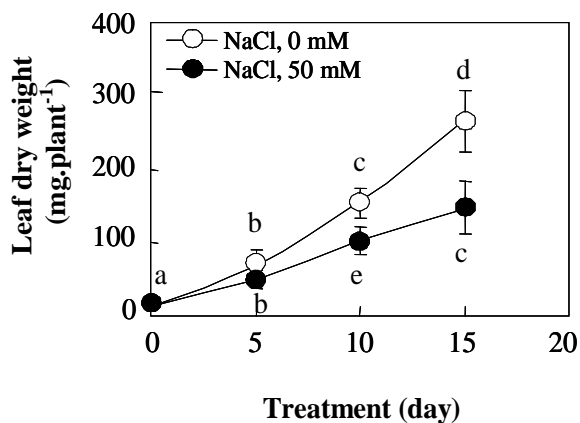 400
300
200
100
0
Leaf dry weight
(mg.plant⁻¹)
NaCl, 0 mM
NaCl, 50 mM
d
c
b
a
b
e
c
0 5 10 15 20
Treatment (day)